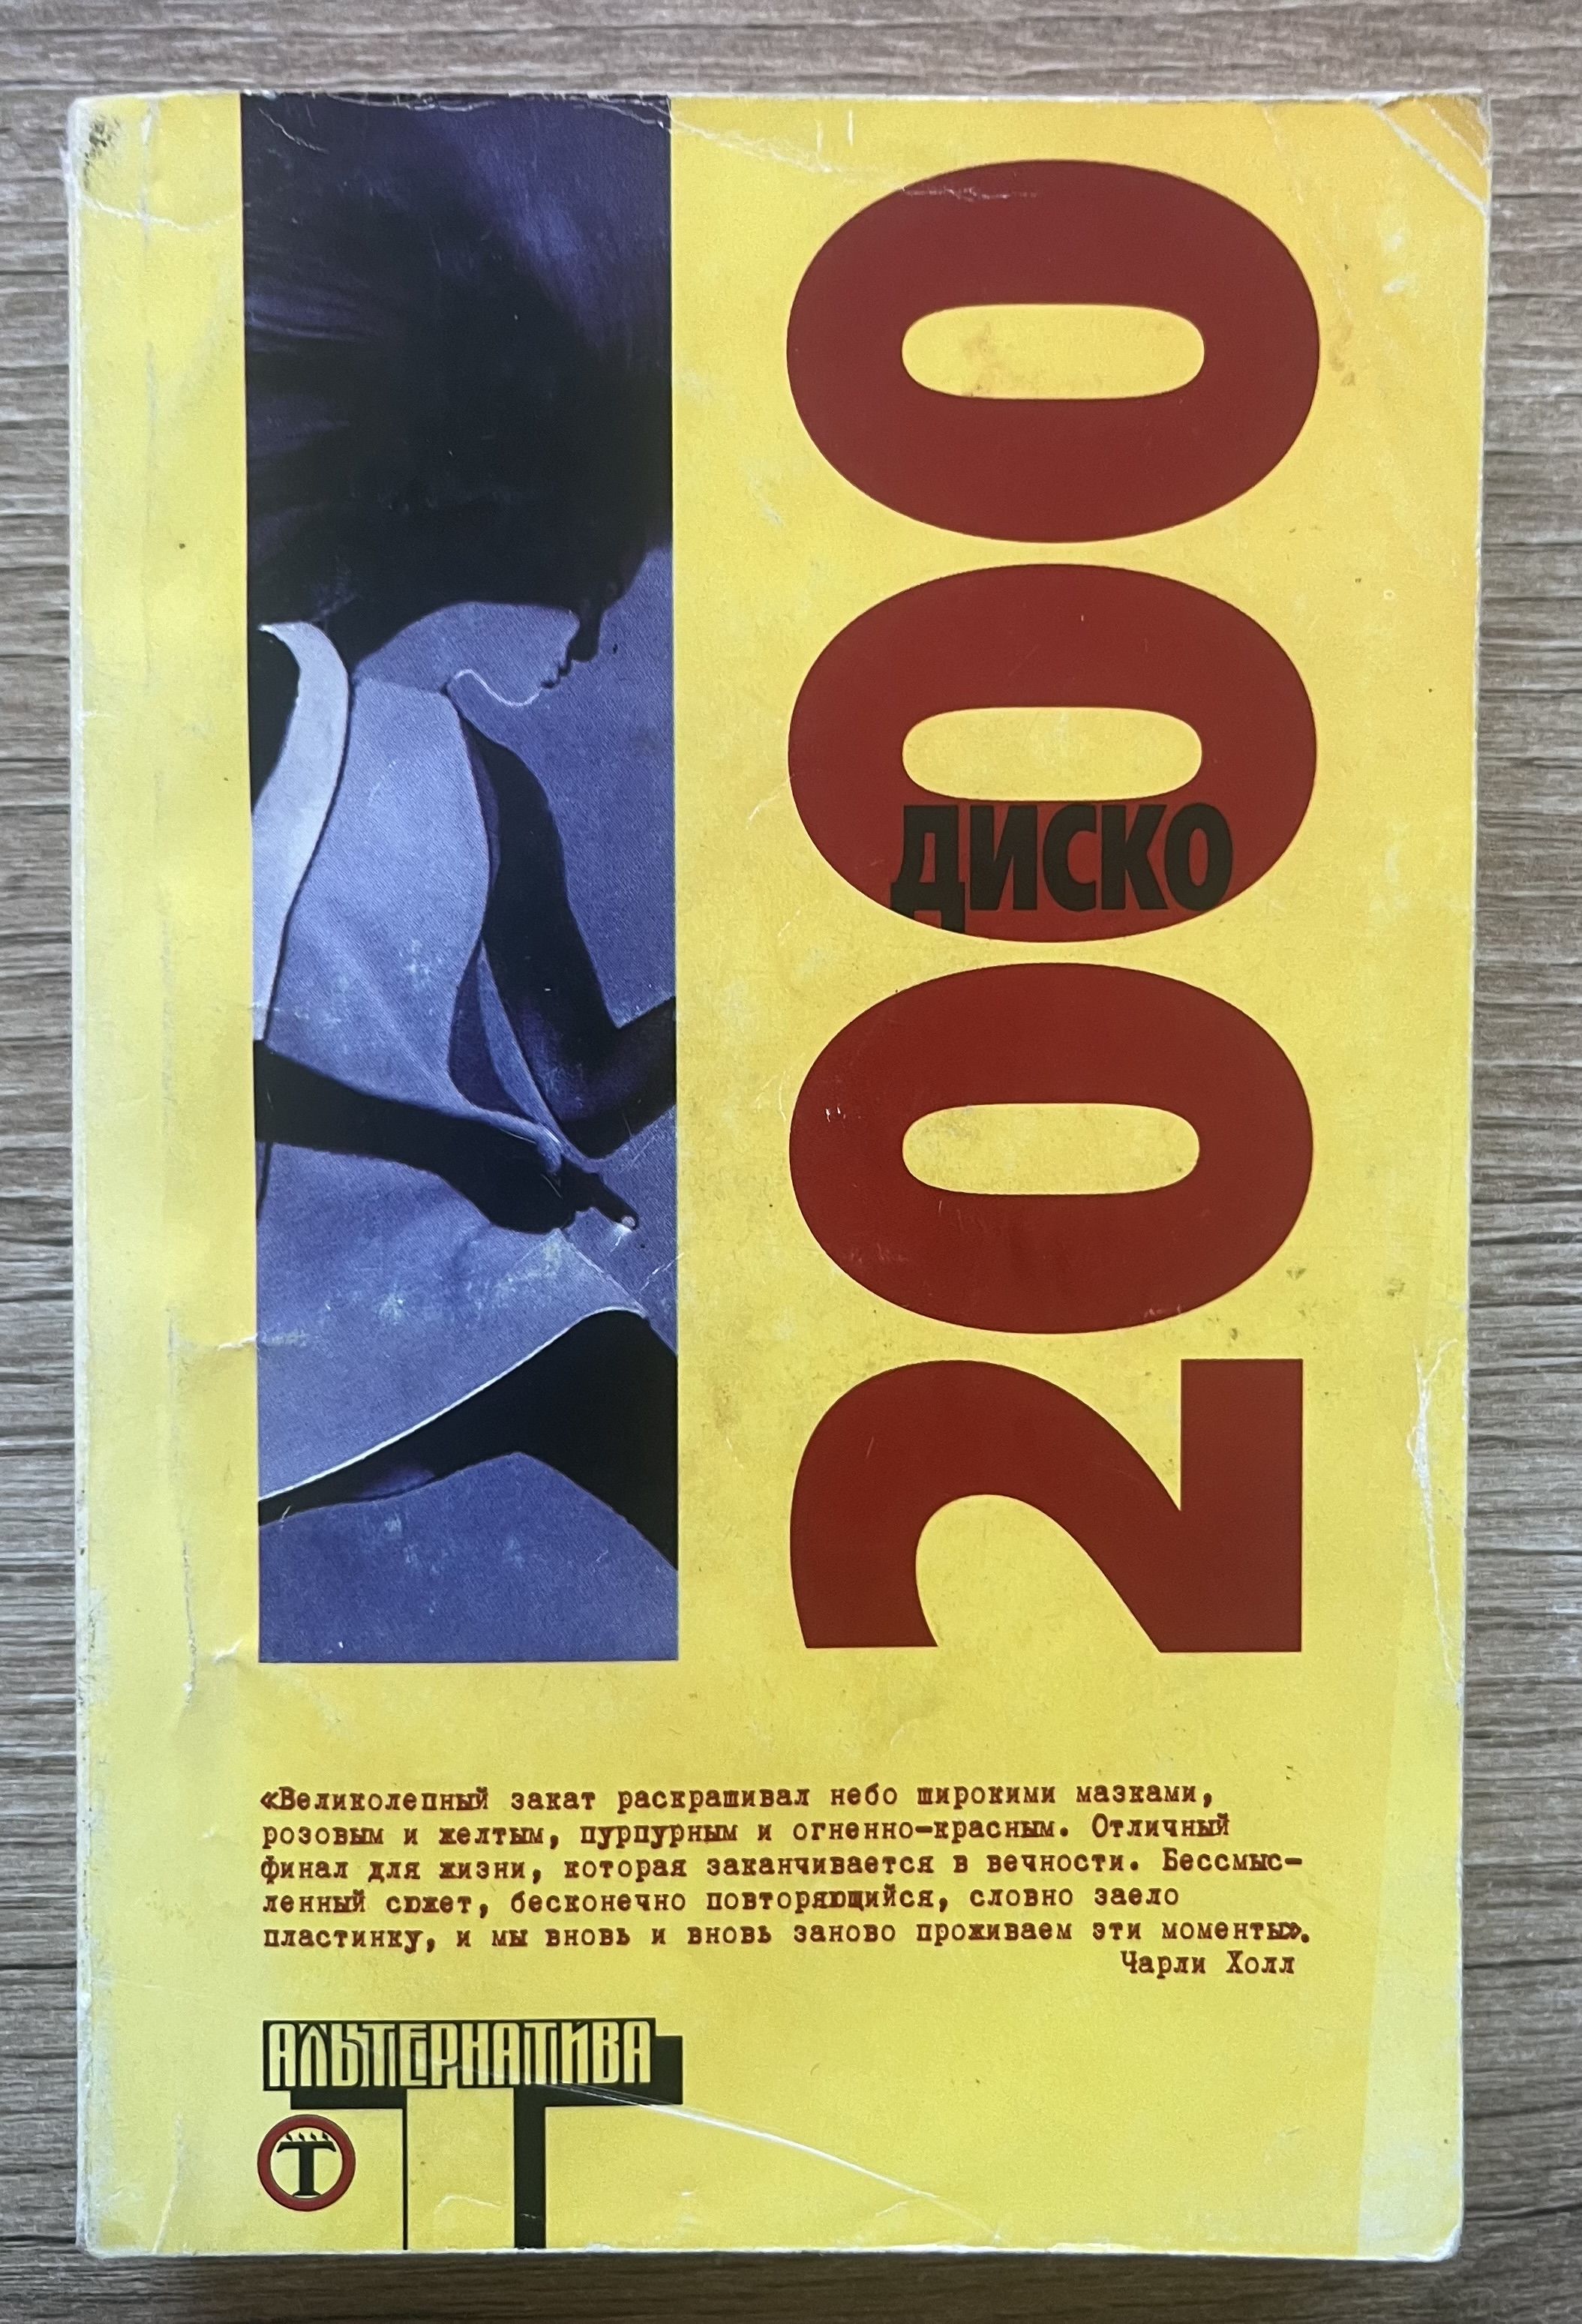 2000
ДИСКО
«Великолепный закат раскрашивал небо широкими мазками,
розовым и желтым, пурпурным и огненно-красным. Отличный
финал для жизни, которая заканчивается в вечности. Бессмыс-
ленный сюжет, бесконечно повторяющийся, словно заело
пластинку, и мы вновь и вновь заново проживаем эти моменты».
Чарли Холл
АЛЬТЕРНАТИВА
Т